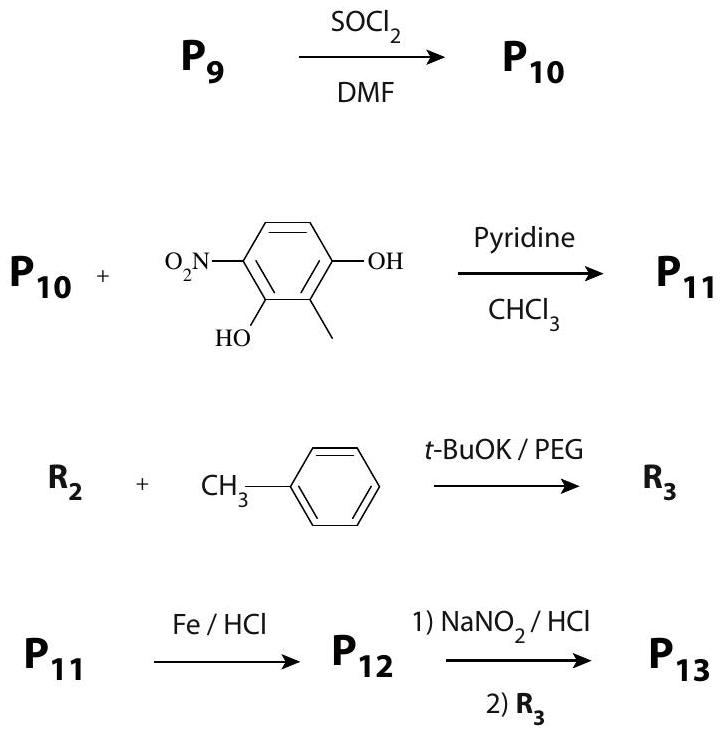 SOCl₂
P₉ P₁₀
DMF
P₁₀ + O₂N OH HO Pyridine P₁₁
CHCl₃
R₂ + CH₃ t-BuOK / PEG R₃
P₁₁ Fe / HCl P₁₂ 1) NaNO₂ / HCl P₁₃
2) R₃